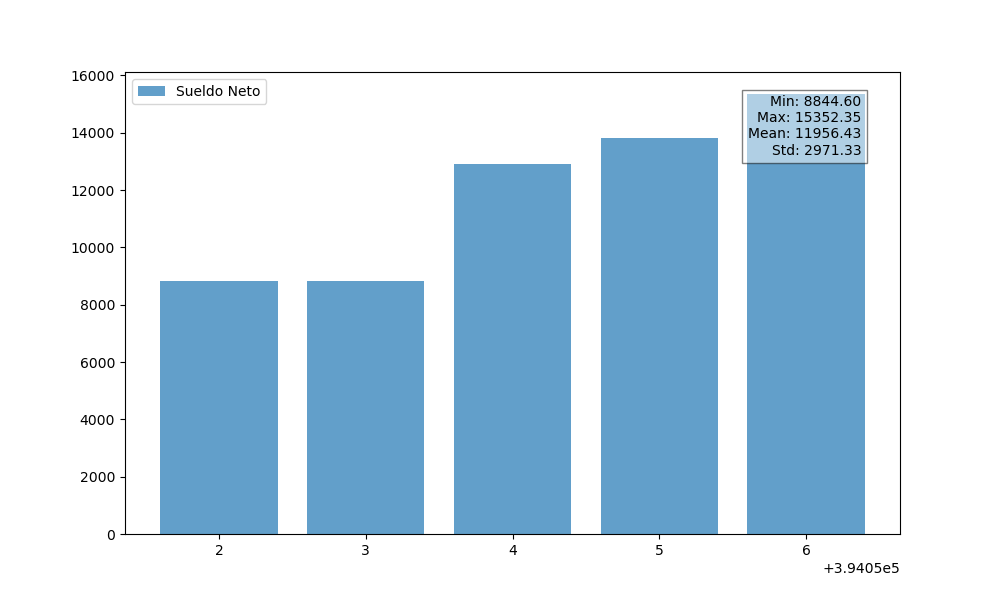 16000
14000
12000
10000
8000
6000
4000
2000
0
Sueldo Neto
Min: 8844.60
Max: 15352.35
Mean: 11956.43
Std: 2971.33
2 3 4 5 6
+3.9405e5